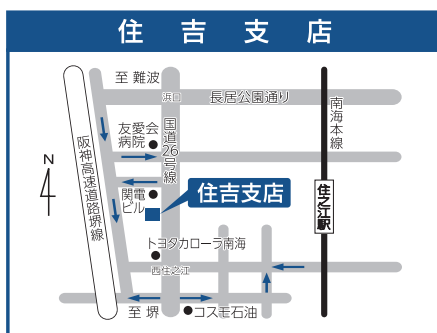 住吉支店
至 難波
浜口
長居公園通り
南海本線
友愛会
病院
国道26号線
N
阪神高速道路堺線
関電
ビル
住吉支店
住之江駅
トヨタカローラ南海
西住之江
至 堺
コスモ石油